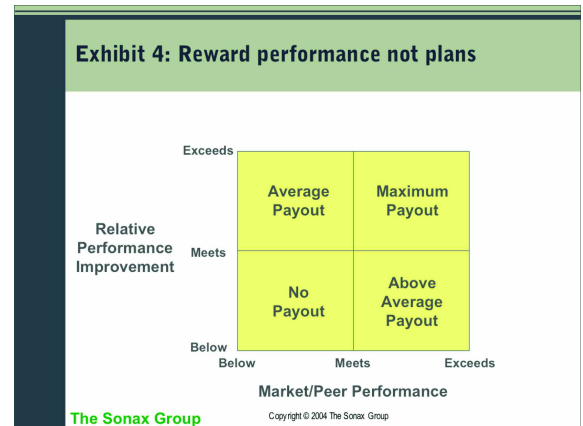 Exhibit 4: Reward performance not plans
Exceeds
Average
Payout
Maximum
Payout
Relative
Performance
Improvement
Meets
No
Payout
Above
Average
Payout
Below
Below
Meets
Exceeds
Market/Peer Performance
The Sonax Group
Copyright © 2004 The Sonax Group